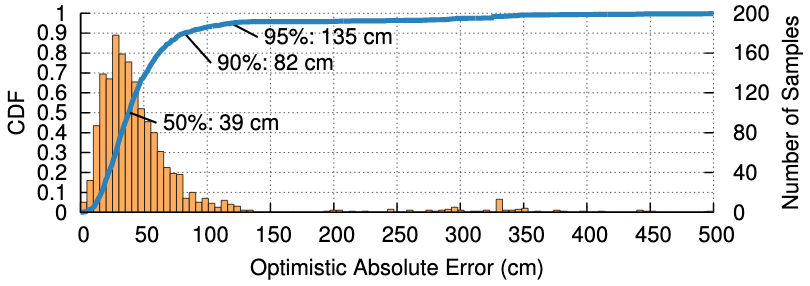 1
0.9
0.8
0.7
0.6
0.5
0.4
0.3
0.2
0.1
0
CDF
200
160
120
80
40
0
Number of Samples
95%: 135 cm
90%: 82 cm
50%: 39 cm
0 50 100 150 200 250 300 350 400 450 500
Optimistic Absolute Error (cm)